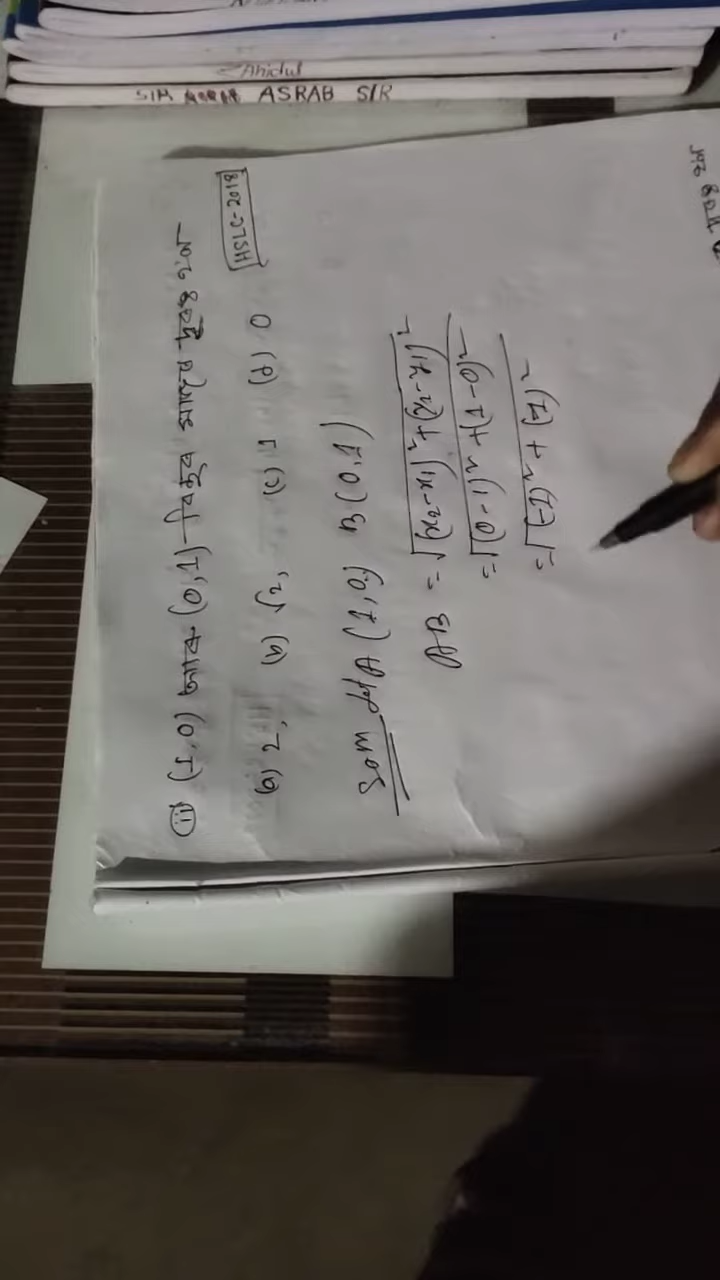 Ahidul
SIR ASRAB SIR
(ii) (1,0) আৰু (0,1) বিন্দুৰ মাজৰ দূৰত্ব হ'ল
HSLC-2018
(a) 2, (b) √2, (c) 1 (d) 0
Som A (1,0) B (0,1)
AB = √(x₂-x₁)²+(y₂-y₁)²
= √(0-1)²+(1-0)²
= √(-1)²+(1)²